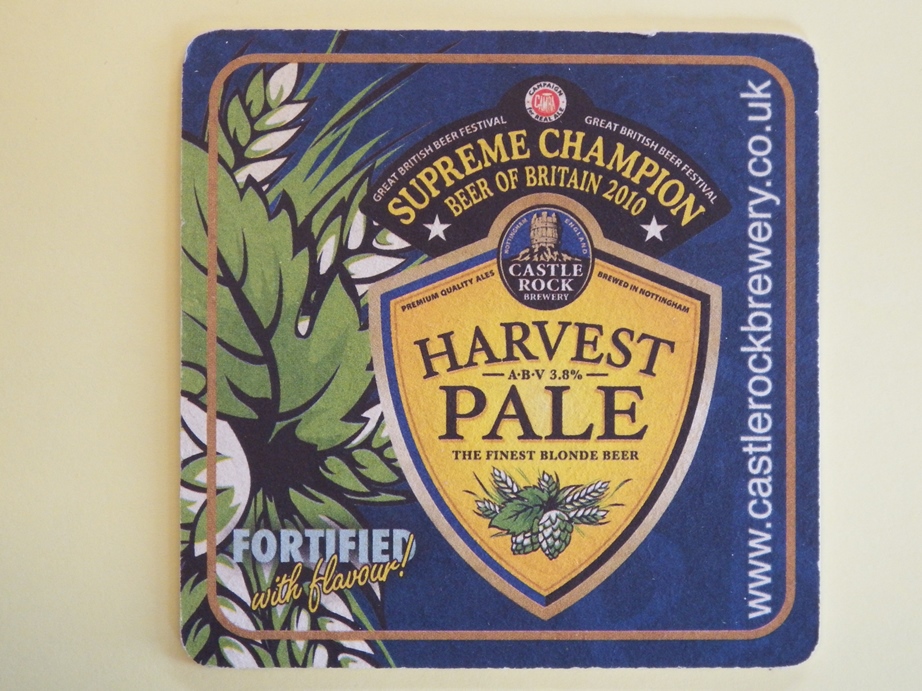 CAMPAIGN
CAMRA
FOR REAL ALE
GREAT BRITISH BEER FESTIVAL
GREAT BRITISH BEER FESTIVAL
SUPREME CHAMPION
BEER OF BRITAIN 2010
NOTTINGHAM ENGLAND
CASTLE
ROCK
BREWERY
PREMIUM QUALITY ALES
BREWED IN NOTTINGHAM
HARVEST
A·B·V 3.8%
PALE
THE FINEST BLONDE BEER
FORTIFIED
with flavour!
www.castlerockbrewery.co.uk